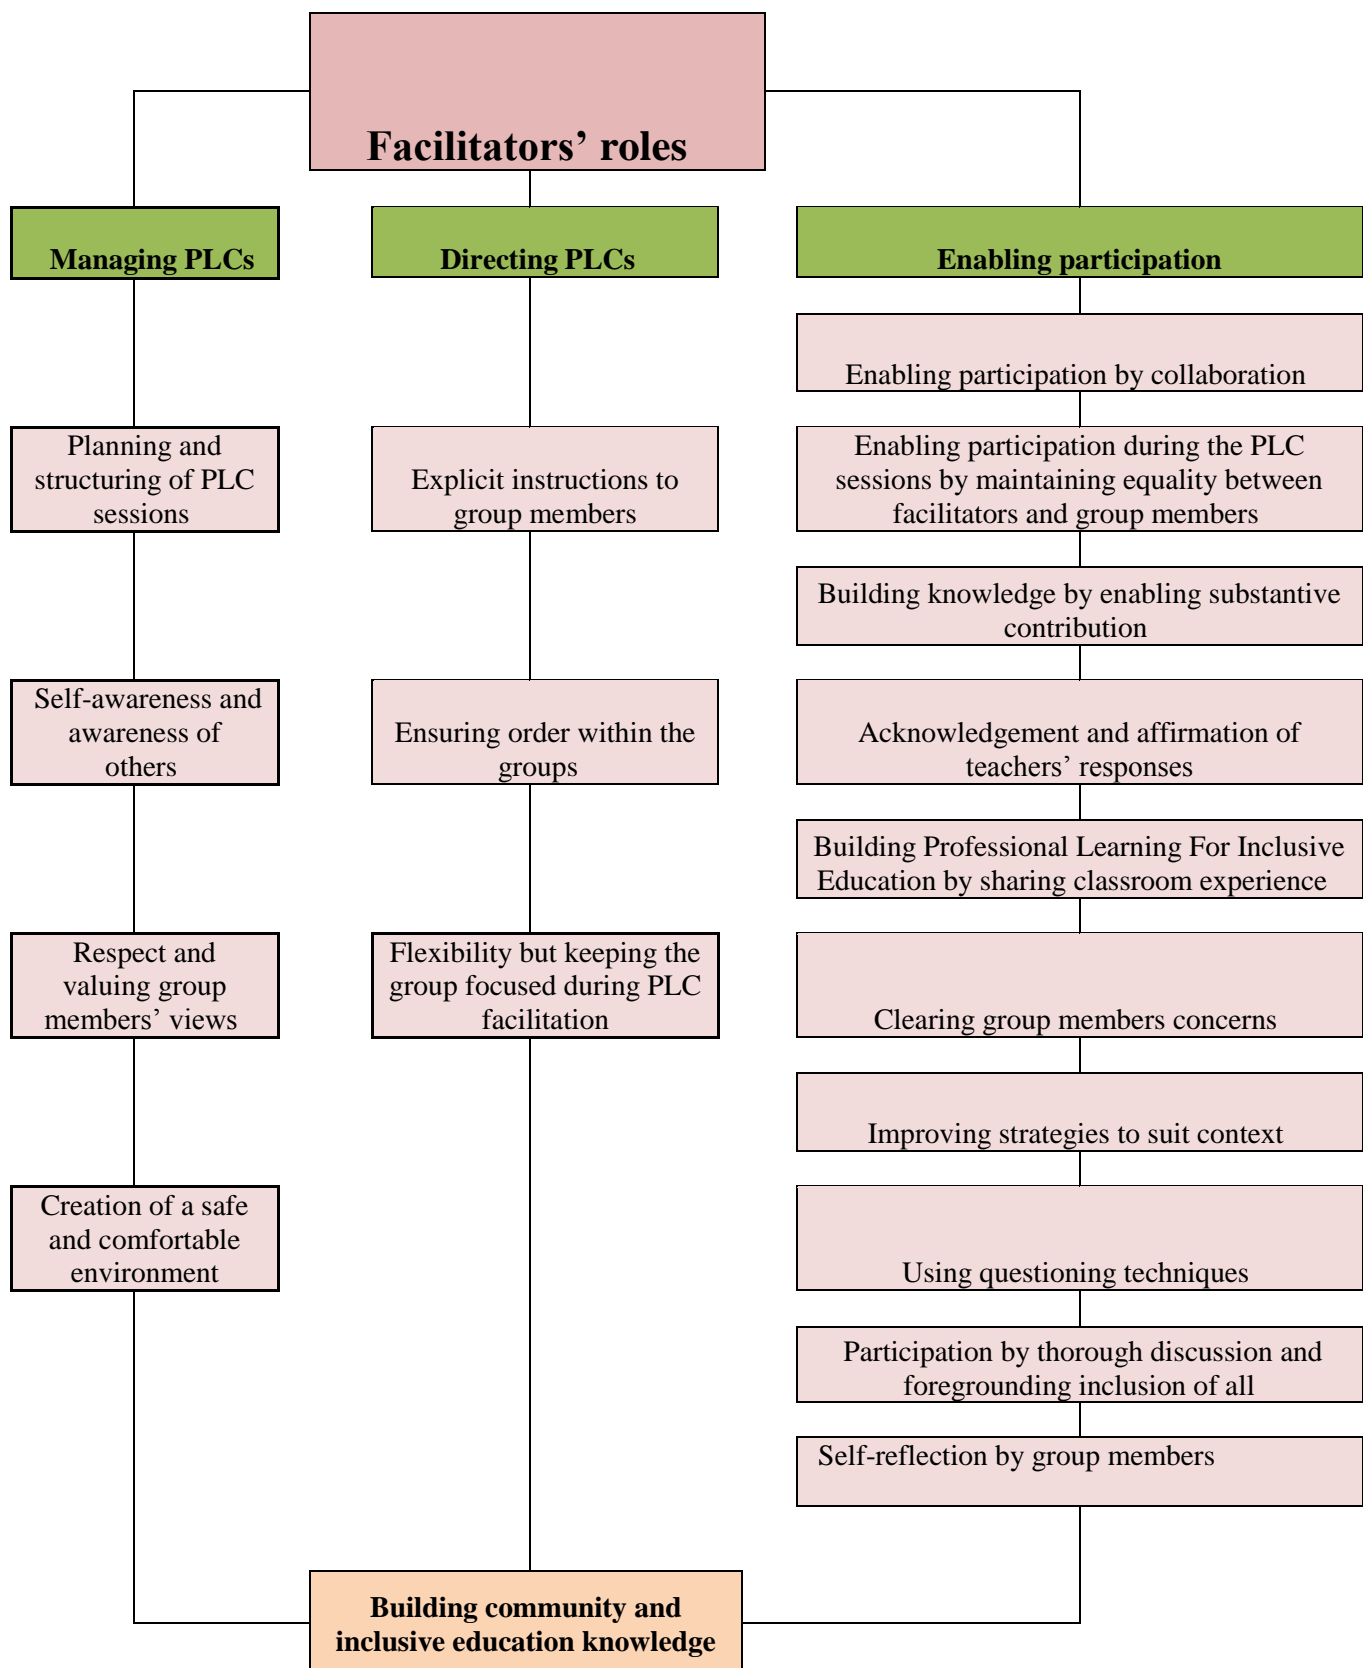 Facilitators’ roles
Managing PLCs
Planning and
structuring of PLC
sessions
Self-awareness and
awareness of
others
Respect and
valuing group
members’ views
Creation of a safe
and comfortable
environment
Directing PLCs
Explicit instructions to
group members
Ensuring order within the
groups
Flexibility but keeping the
group focused during PLC
facilitation
Enabling participation
Enabling participation by collaboration
Enabling participation during the PLC
sessions by maintaining equality between
facilitators and group members
Building knowledge by enabling substantive
contribution
Acknowledgement and affirmation of
teachers’ responses
Building Professional Learning For Inclusive
Education by sharing classroom experience
Clearing group members concerns
Improving strategies to suit context
Using questioning techniques
Participation by thorough discussion and
foregrounding inclusion of all
Self-reflection by group members
Building community and
inclusive education knowledge